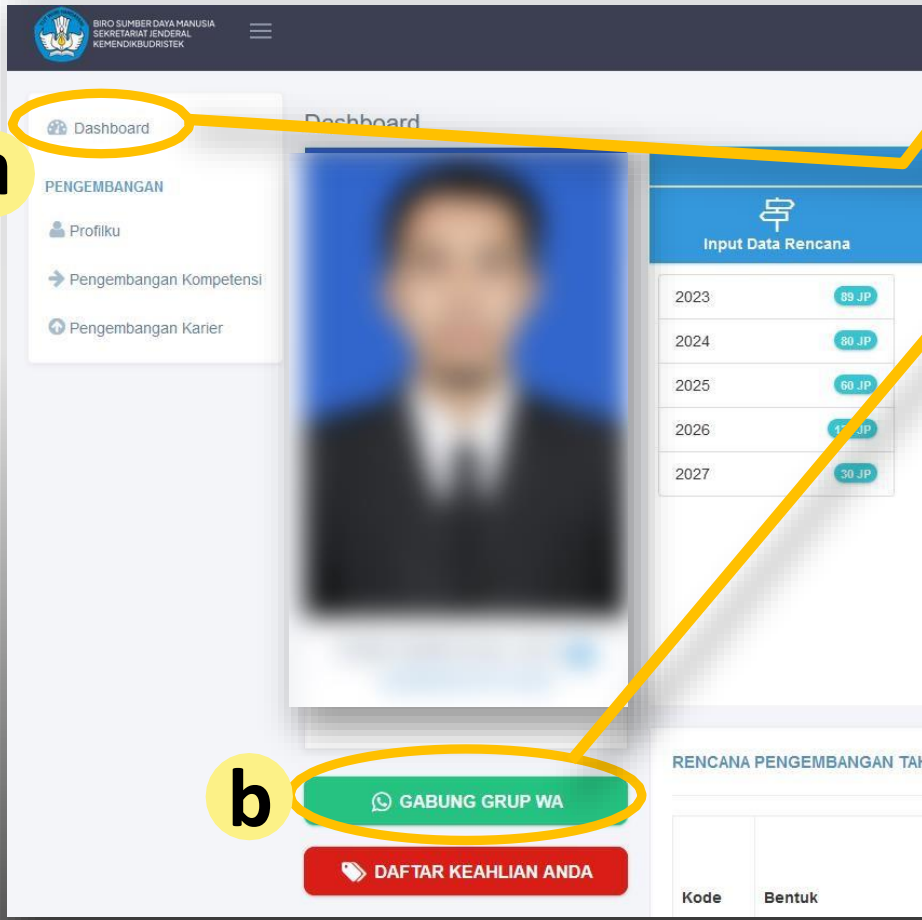 BIRO SUMBER DAYA MANUSIA
SEKRETARIAT JENDERAL
KEMENDIKBUDRISTEK
Dashboard
PENGEMBANGAN
Profilku
Pengembangan Kompetensi
Pengembangan Karier
Dashboard
Input Data Rencana
2023 89 JP
2024 80 JP
2025 60 JP
2026 JP
2027 30 JP
b
GABUNG GRUP WA
DAFTAR KEAHLIAN ANDA
RENCANA PENGEMBANGAN
Kode Bentuk